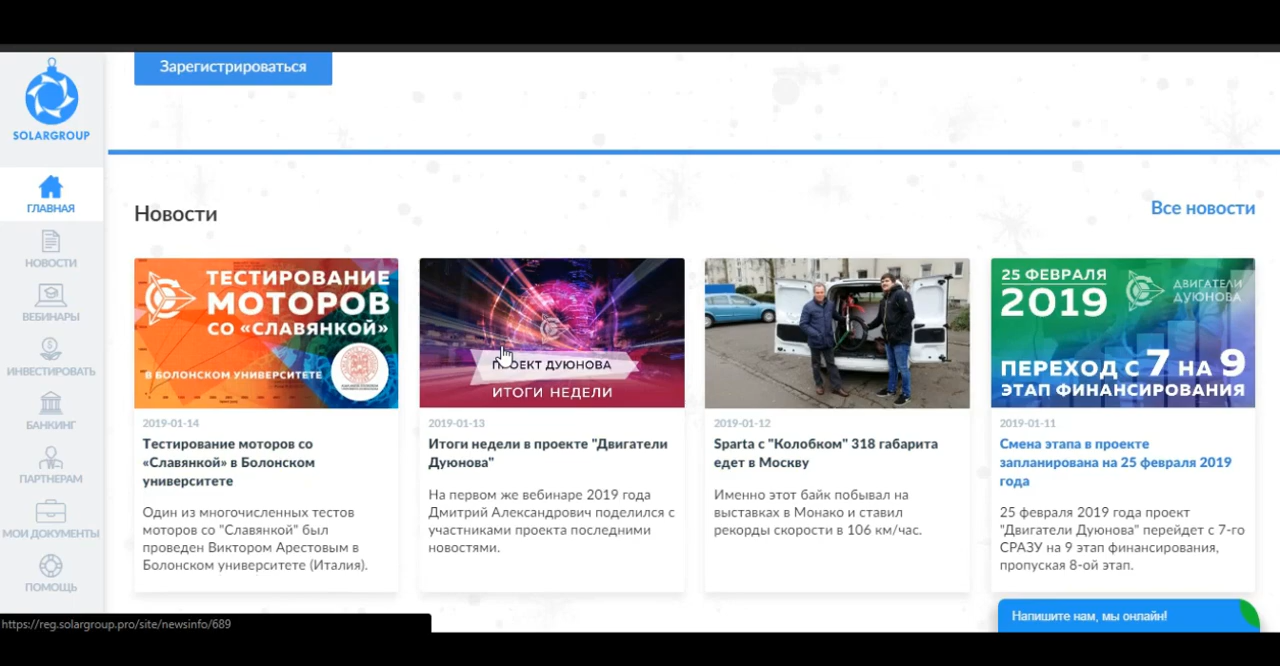 Зарегистрироваться
SOLARGROUP
ГЛАВНАЯ
НОВОСТИ
ВЕБИНАРЫ
ИНВЕСТИРОВАТЬ
БАНКИНГ
ПАРТНЕРАМ
МОИ ДОКУМЕНТЫ
ПОМОЩЬ
Новости
Все новости
ТЕСТИРОВАНИЕ
МОТОРОВ
СО «СЛАВЯНКОЙ»
В БОЛОНСКОМ УНИВЕРСИТЕТЕ
2019-01-14
Тестирование моторов со
«Славянкой» в Болонском
университете
Один из многочисленных тестов
моторов со "Славянкой" был
проведен Виктором Арестовым в
Болонском университете (Италия).
ДУЮНОВА
ИТОГИ НЕДЕЛИ
2019-01-13
Итоги недели в проекте "Двигатели
Дуюнова"
На первом же вебинаре 2019 года
Дмитрий Александрович поделился с
участниками проекта последними
новостями.
2019-01-12
Sparta с "Колобком" 318 габарита
едет в Москву
Именно этот байк побывал на
выставках в Монако и ставил
рекорды скорости в 106 км/час.
25 ФЕВРАЛЯ
2019
ДВИГАТЕЛИ
ДУЮНОВА
ПЕРЕХОД С 7 НА 9
ЭТАП ФИНАНСИРОВАНИЯ
2019-01-11
Смена этапа в проекте
запланирована на 25 февраля 2019
года
25 февраля 2019 года проект
"Двигатели Дуюнова" перейдет с 7-го
СРАЗУ на 9 этап финансирования,
пропуская 8-ой этап.
Напишите нам, мы онлайн!
https://reg.solargroup.pro/site/newsinfo/689